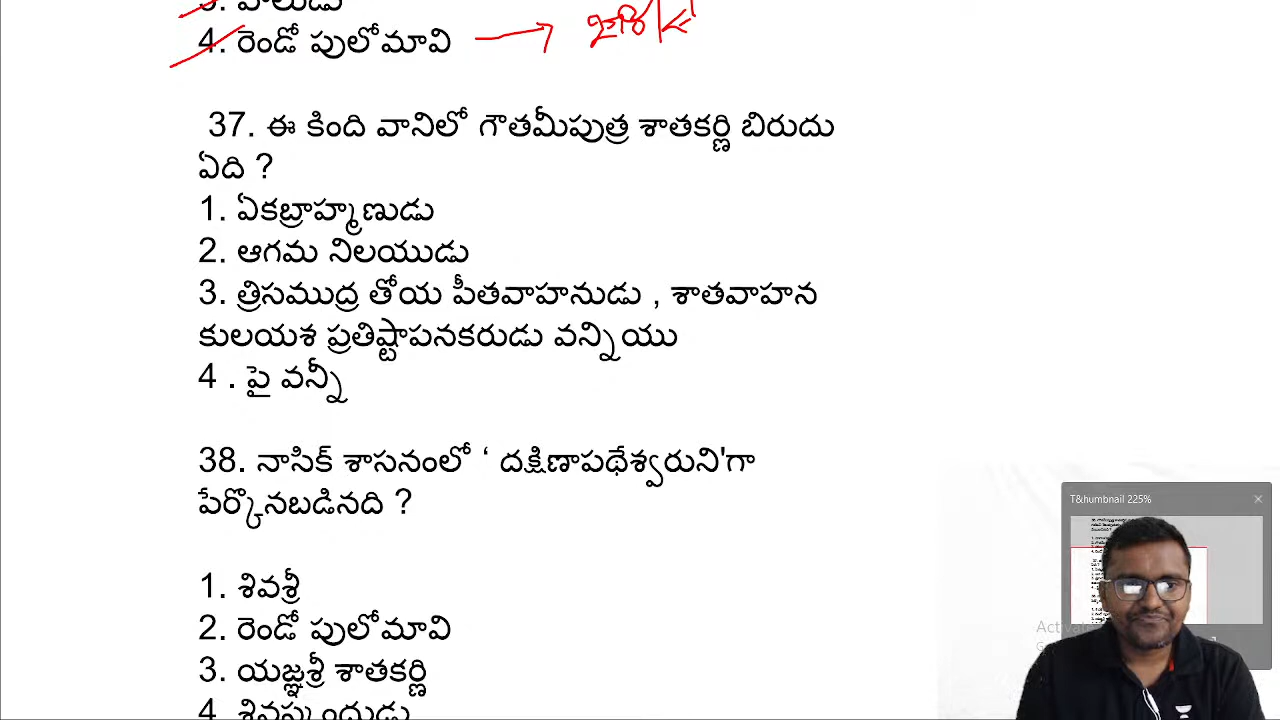 4. రెండో పులోమావి
37. ఈ కింది వానిలో గౌతమీపుత్ర శాతకర్ణి బిరుదు
ఏది ?
1. ఏకబ్రాహ్మణుడు
2. ఆగమ నిలయుడు
3. త్రిసముద్ర తోయ పీతవాహనుడు , శాతవాహన
కులయశ ప్రతిష్టాపనకరుడు వన్నియు
4 . పై వన్నీ
38. నాసిక్ శాసనంలో ‘ దక్షిణాపథేశ్వరుని'గా
పేర్కొనబడినది ?
1. శివశ్రీ
2. రెండో పులోమావి
3. యజ్ఞశ్రీ శాతకర్ణి
4. శివస్కందుడు
T&humbnail 225%